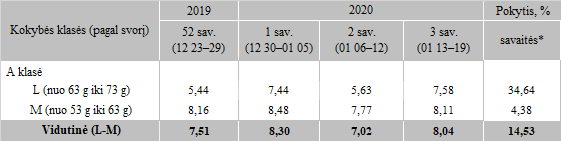 Kokybės klasės (pagal svorį) 2019 2020 Pokytis, %
52 sav. (12 23–29) 1 sav. (12 30–01 05) 2 sav. (01 06–12) 3 sav. (01 13–19) savaitės*
A klasė
L (nuo 63 g iki 73 g) 5,44 7,44 5,63 7,58 34,64
M (nuo 53 g iki 63 g) 8,16 8,48 7,77 8,11 4,38
Vidutinė (L-M) 7,51 8,30 7,02 8,04 14,53